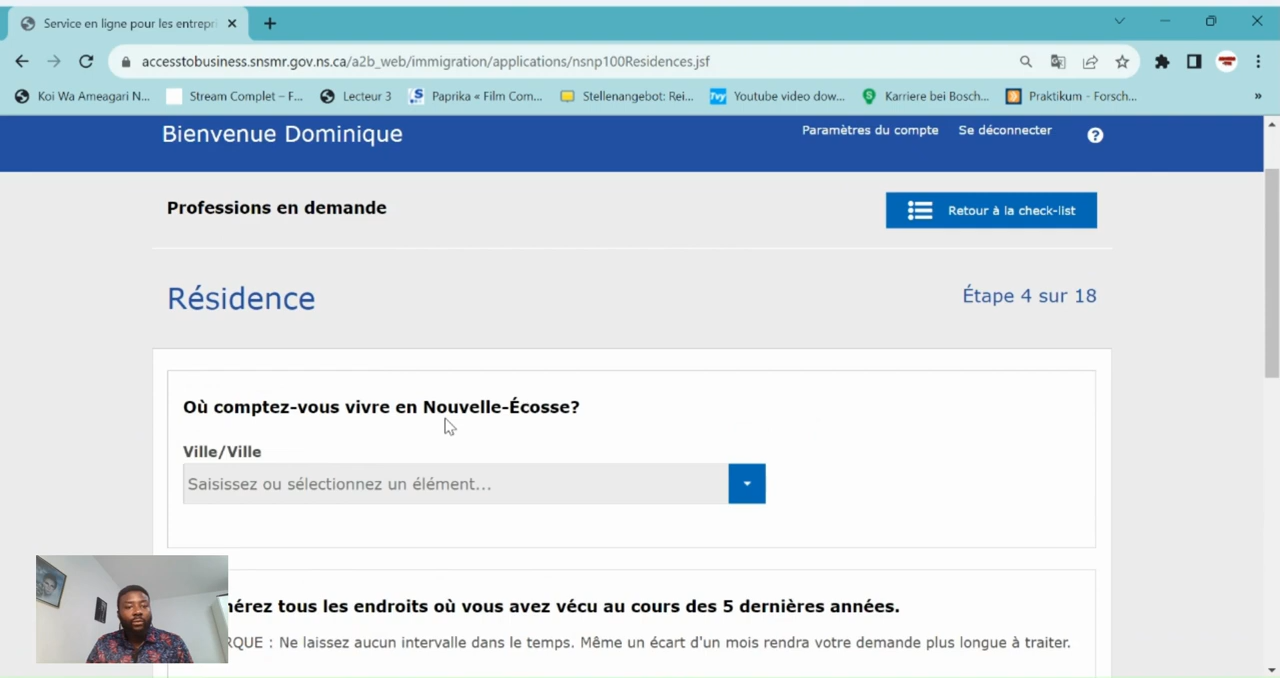 Service en ligne pour les entrepr
accesstobusiness.snsmr.gov.ns.ca/a2b_web/immigration/applications/nsnp100Residences.jsf
Koi Wa Ameagari N... Stream Complet – F... Lecteur 3 Paprika « Film Com... Stellenangebot: Rei... Tvy Youtube video dow... Karriere bei Bosch... Praktikum - Forsch... »
Bienvenue Dominique
Paramètres du compte Se déconnecter ?
Professions en demande
Retour à la check-list
Résidence
Étape 4 sur 18
Où comptez-vous vivre en Nouvelle-Écosse?
Ville/Ville
Saisissez ou sélectionnez un élément...
érez tous les endroits où vous avez vécu au cours des 5 dernières années.
RQUE : Ne laissez aucun intervalle dans le temps. Même un écart d'un mois rendra votre demande plus longue à traiter.